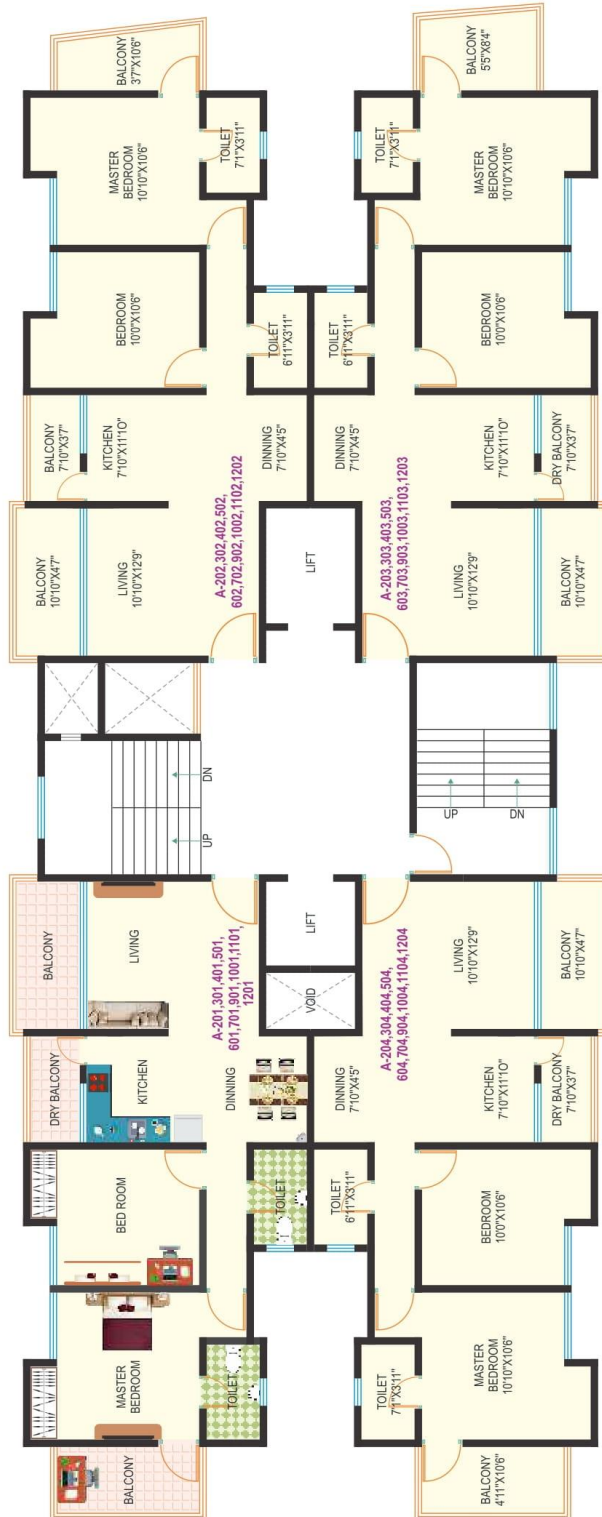 BALCONY
3'7"X10'6"
MASTER
BEDROOM
10'10"X10'6"
TOILET
7'1"X3'11"
BEDROOM
10'0"X10'6"
TOILET
6'11"X3'11"
BALCONY
7'10"X3'7"
KITCHEN
7'10"X11'10"
DINNING
7'10"X4'5"
BALCONY
10'10"X4'7"
LIVING
10'10"X12'9"
A-202,302,402,502,
602,702,902,1002,1102,1202
BALCONY
5'5"X8'4"
TOILET
7'1"X3'11"
MASTER
BEDROOM
10'10"X10'6"
TOILET
6'11"X3'11"
BEDROOM
10'0"X10'6"
DINNING
7'10"X4'5"
KITCHEN
7'10"X11'10"
DRY BALCONY
7'10"X3'7"
A-203,303,403,503,
603,703,903,1003,1103,1203
LIVING
10'10"X12'9"
BALCONY
10'10"X4'7"
LIFT
DN
UP
UP
DN
LIFT
VOID
BALCONY
LIVING
A-201,301,401,501,
601,701,901,1001,1101,
1201
DRY BALCONY
KITCHEN
DINNING
BED ROOM
TOILET
MASTER
BEDROOM
TOILET
BALCONY
A-204,304,404,504,
604,704,904,1004,1104,1204
LIVING
10'10"X12'9"
BALCONY
10'10"X4'7"
DINNING
7'10"X4'5"
KITCHEN
7'10"X11'10"
DRY BALCONY
7'10"X3'7"
TOILET
6'11"X3'11"
BEDROOM
10'0"X10'6"
TOILET
7'1"X3'11"
MASTER
BEDROOM
10'10"X10'6"
BALCONY
4'11"X10'6"